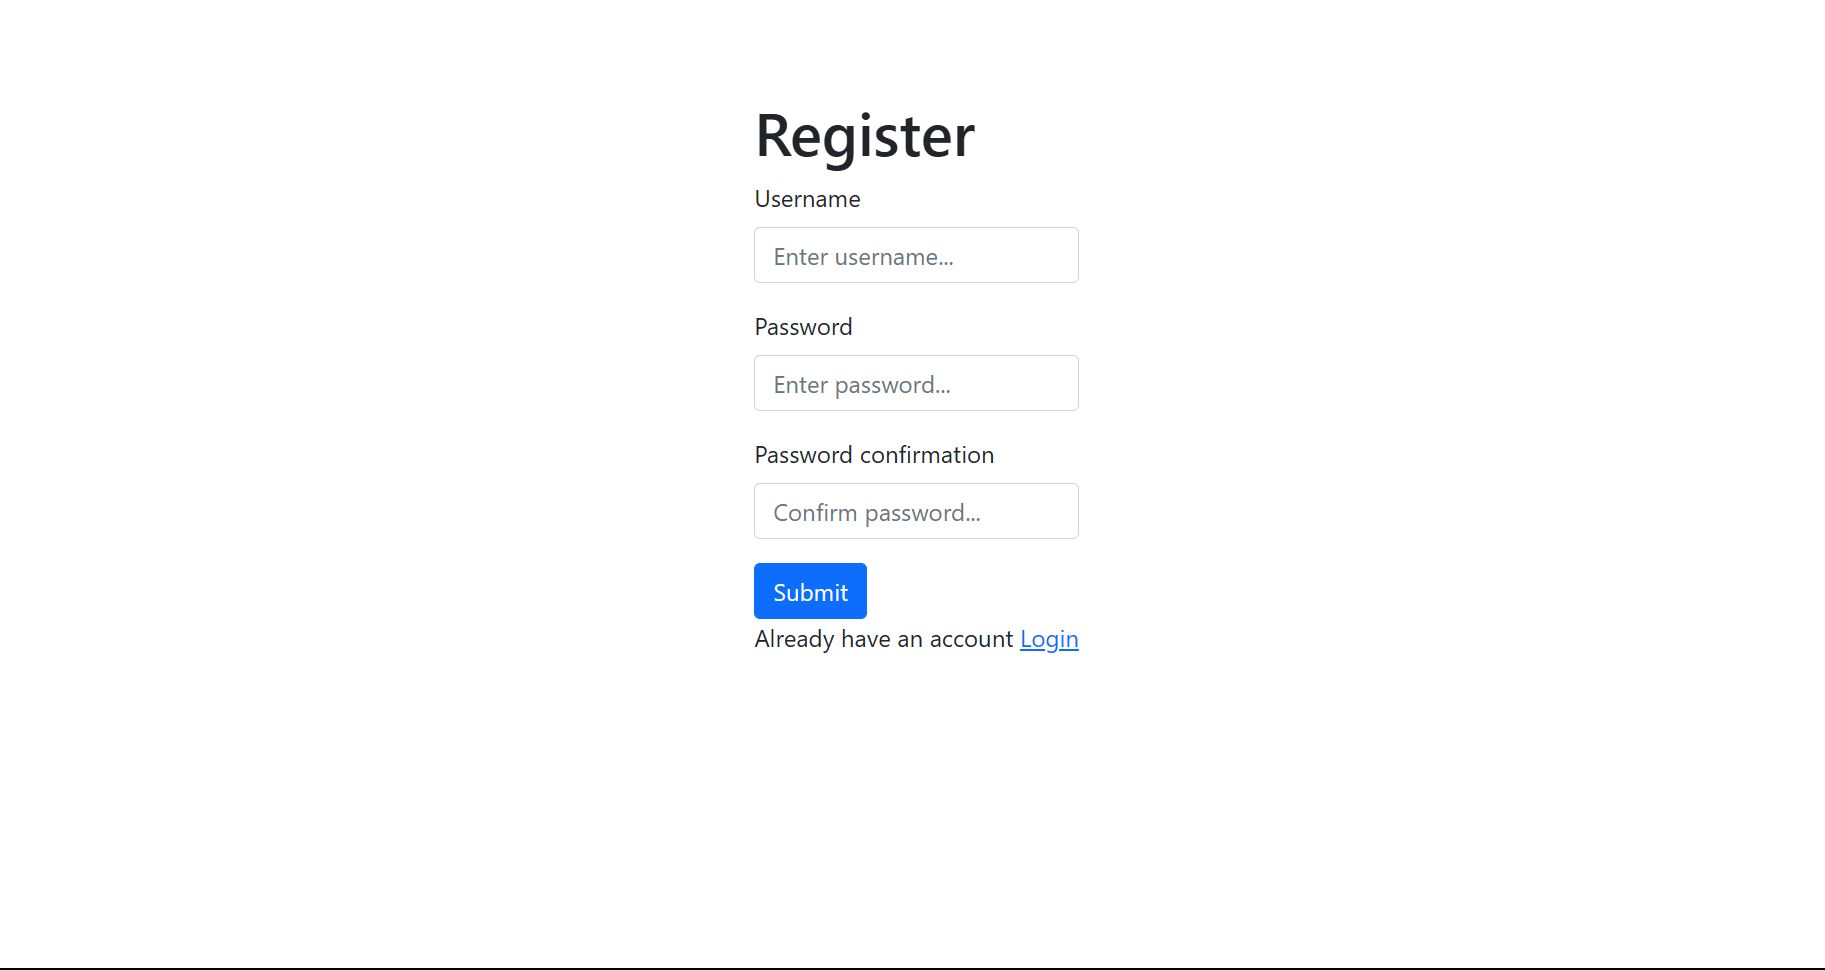 Register
Username
Enter username...
Password
Enter password...
Password confirmation
Confirm password...
Submit
Already have an account Login